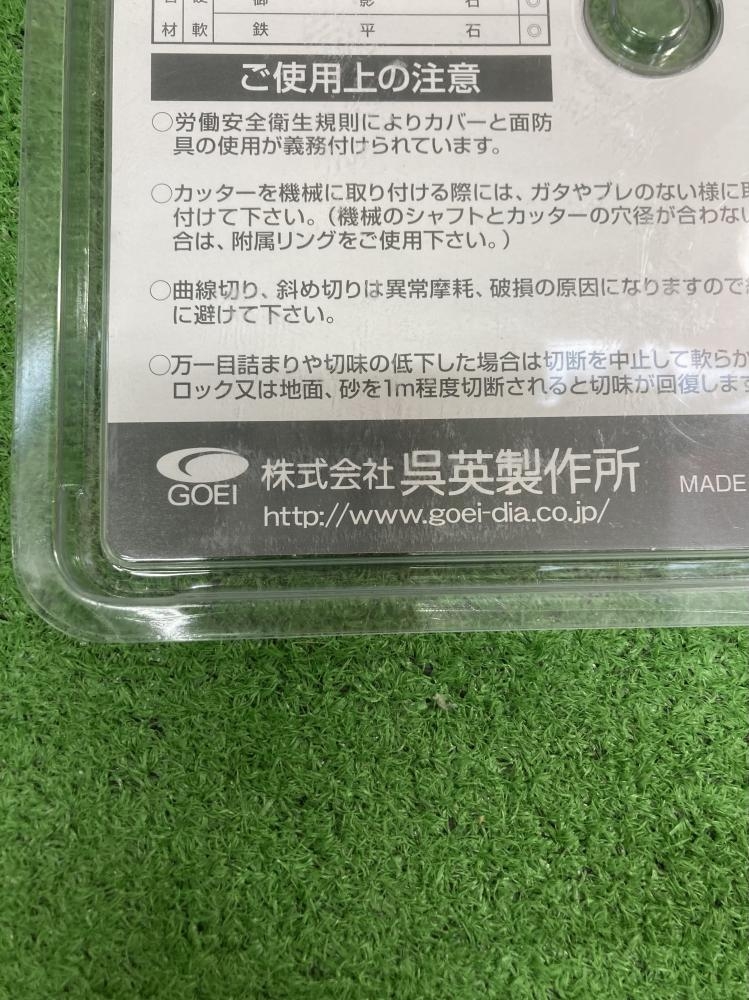 御 影 石 ◎
材 軟 鉄 平 石 ◎
ご使用上の注意
○労働安全衛生規則によりカバーと面防
具の使用が義務付けられています。
○カッターを機械に取り付ける際には、ガタやブレのない様に取
付けて下さい。(機械のシャフトとカッターの穴径が合わない
合は、附属リングをご使用下さい。)
○曲線切り、斜め切りは異常摩耗、破損の原因になりますので
に避けて下さい。
○万一目詰まりや切味の低下した場合は切断を中止して軟らか
ロック又は地面、砂を1m程度切断されると切味が回復します
GOEI 株式会社 呉英製作所 MADE
http://www.goei-dia.co.jp/